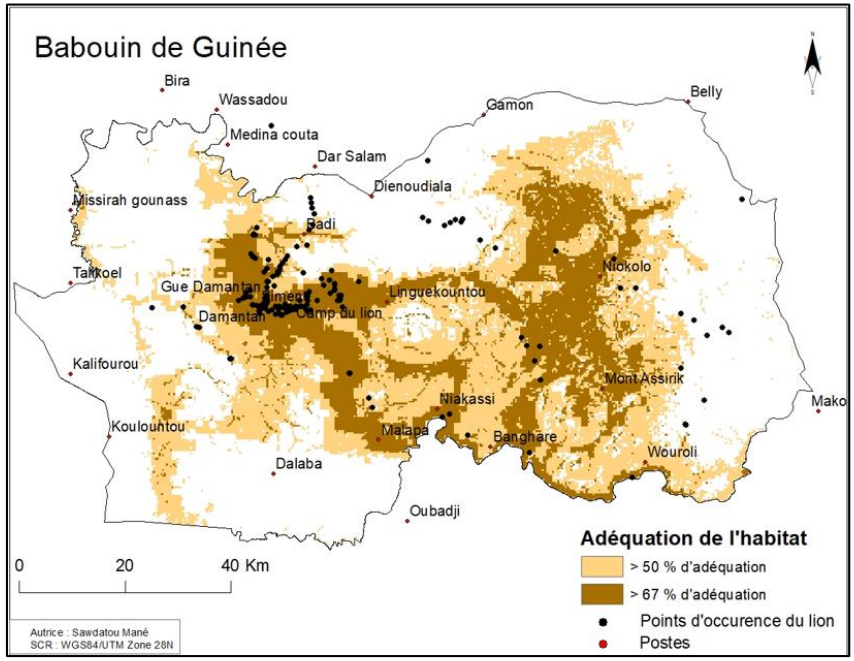 Babouin de Guinée
N
S
Bira
Wassadou
Belly
Gamon
Medina couta
Dar Salam
Dienoudiala
Missirah gounass
Badi
Niokolo
Gue Damantan
Linguekountou
Camp du lion
Damantan
Kalifourou
Mont Assirik
Niakassi
Mako
Koulountou
Malapa
Banghare
Wouroli
Dalaba
Oubadji
Adéquation de l'habitat
> 50 % d'adéquation
> 67 % d'adéquation
Points d'occurence du lion
Postes
0 20 40 Km
Autrice : Sawdatou Mané
SCR : WGS84/UTM Zone 28N